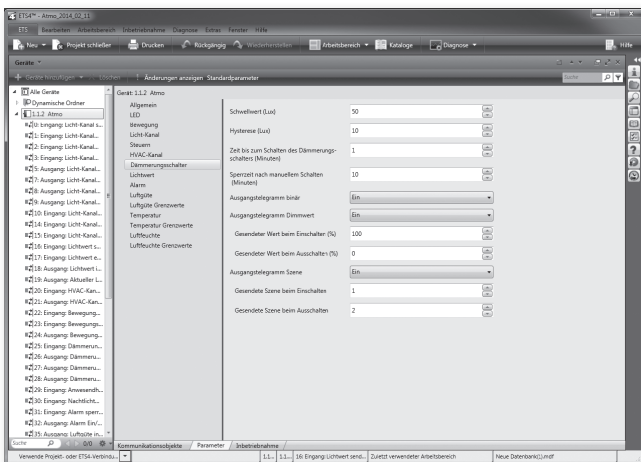 ETS4™ - Atmo_2014_02_11
ETS Bearbeiten Arbeitsbereich Inbetriebnahme Diagnose Extras Fenster Hilfe
Neu Projekt schließen Drucken Rückgängig Wiederherstellen Arbeitsbereich Kataloge Diagnose Hilfe
Geräte
Geräte hinzufügen Löschen Änderungen anzeigen Standardparameter Suche
Alle Geräte
Dynamische Ordner
1.1.2 Atmo
0: Eingang: Licht-Kanal s...
1: Eingang: Licht-Kanal...
2: Eingang: Licht-Kanal...
3: Eingang: Licht-Kanal...
5: Ausgang: Licht-Kanal...
7: Ausgang: Licht-Kanal...
8: Ausgang: Licht-Kanal...
9: Ausgang: Licht-Kanal...
10: Eingang: Licht-Kanal...
14: Eingang: Licht-Kanal...
15: Eingang: Licht-Kanal...
16: Eingang: Lichtwert s...
17: Eingang: Lichtwert e...
18: Ausgang: Lichtwert i...
19: Ausgang: Aktueller L...
20: Eingang: HVAC-Kan...
21: Ausgang: HVAC-Kan...
22: Eingang: Bewegung...
23: Eingang: Bewegungs...
24: Ausgang: Bewegung...
25: Eingang: Dämmerun...
26: Ausgang: Dämmeru...
27: Ausgang: Dämmeru...
28: Ausgang: Dämmeru...
29: Eingang: Anwesendh...
30: Eingang: Nachtlicht...
31: Eingang: Alarm sperr...
32: Ausgang: Alarm Ein/...
35: Ausgang: Luftgüte in...
Suche 0/0
Gerät: 1.1.2 Atmo
Allgemein
LED
Bewegung
Licht-Kanal
Steuern
HVAC-Kanal
Dämmerungsschalter
Lichtwert
Alarm
Luftgüte
Luftgüte Grenzwerte
Temperatur
Temperatur Grenzwerte
Luftfeuchte
Luftfeuchte Grenzwerte
Schwellwert (Lux) 50
Hysterese (Lux) 10
Zeit bis zum Schalten des Dämmerungs- 1
schalters (Minuten)
Sperrzeit nach manuellem Schalten 10
(Minuten)
Ausgangstelegramm binär Ein
Ausgangstelegramm Dimmwert Ein
Gesendeter Wert beim Einschalten (%) 100
Gesendeter Wert beim Ausschalten (%) 0
Ausgangstelegramm Szene Ein
Gesendete Szene beim Einschalten 1
Gesendete Szene beim Ausschalten 2
Kommunikationsobjekte Parameter Inbetriebnahme
Verwende Projekt- oder ETS4-Verbindu... 1.1... 1.1... 16: Eingang: Lichtwert send... Zuletzt verwendeter Arbeitsbereich Neue Datenbank(1).mdf